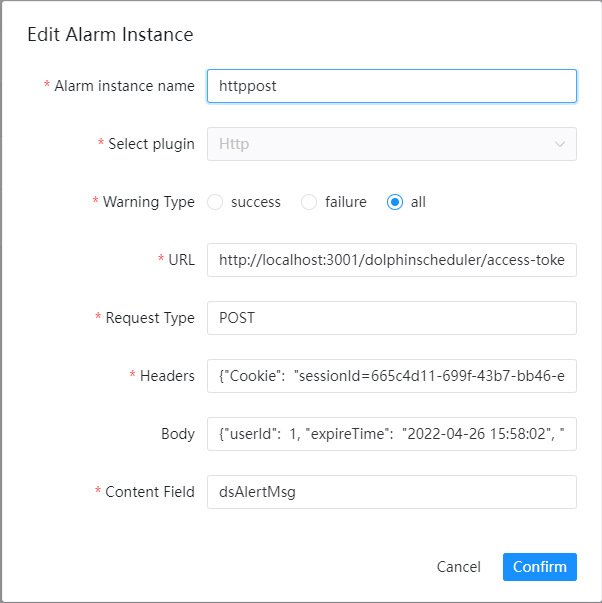 Edit Alarm Instance
* Alarm instance name httppost
* Select plugin Http
* Warning Type success failure all
* URL http://localhost:3001/dolphinscheduler/access-toke
* Request Type POST
* Headers {"Cookie": "sessionId=665c4d11-699f-43b7-bb46-e
Body {"userId": 1, "expireTime": "2022-04-26 15:58:02", "
* Content Field dsAlertMsg
Cancel Confirm